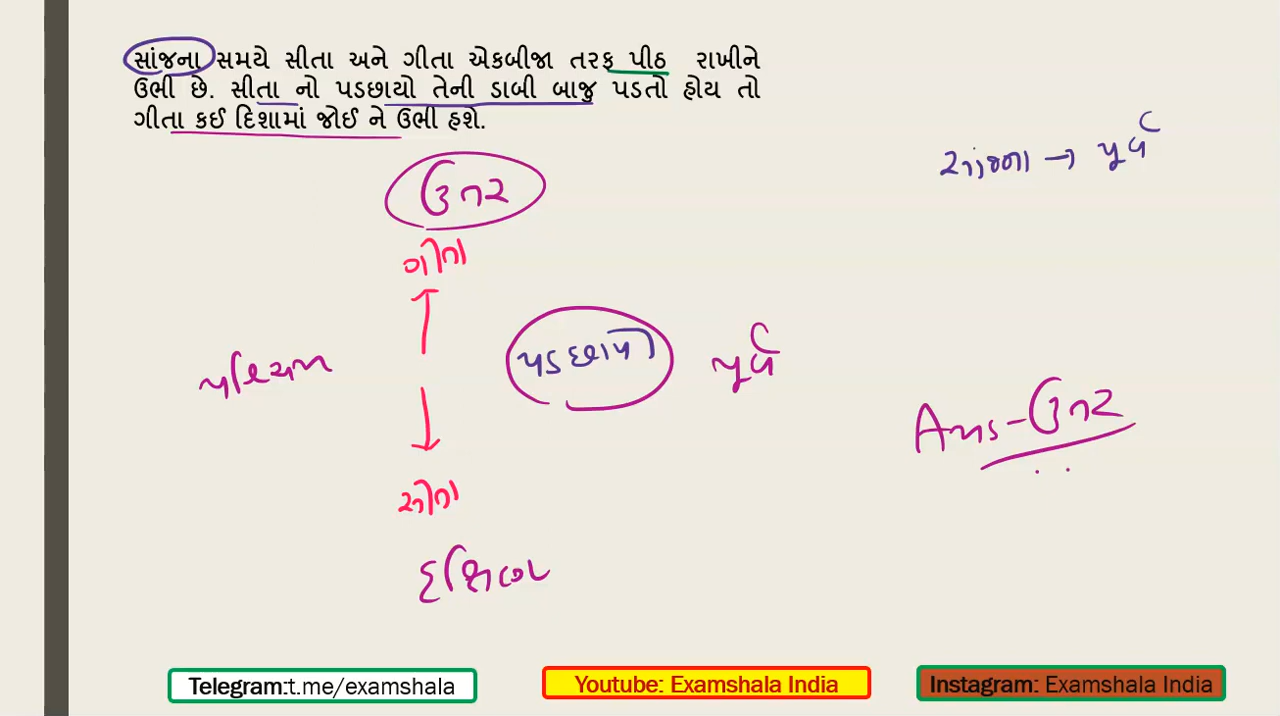 સાંજના સમયે સીતા અને ગીતા એકબીજા તરફ પીઠ રાખીને
ઉભી છે. સીતા નો પડછાયો તેની ડાબી બાજુ પડતો હોય તો
ગીતા કઈ દિશામાં જોઈ ને ઉભી હશે.
સાંજના → પૂર્વ
ઉત્તર
ગીતા
પડછાયો
પૂર્વ
પશ્ચિમ
Ans - ઉત્તર
સીતા
દક્ષિણ
Telegram:t.me/examshala
Youtube: Examshala India
Instagram: Examshala India